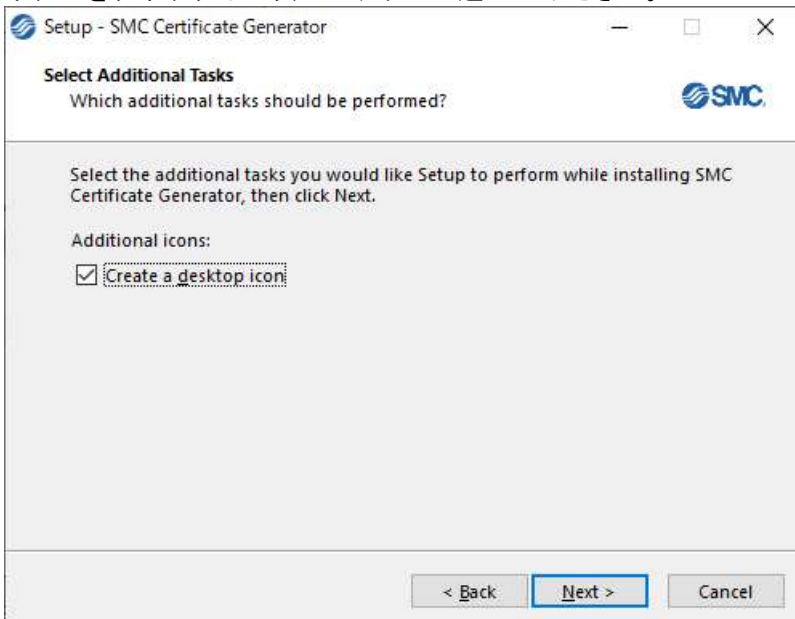 Setup - SMC Certificate Generator
Select Additional Tasks
Which additional tasks should be performed?
SMC.
Select the additional tasks you would like Setup to perform while installing SMC
Certificate Generator, then click Next.
Additional icons:
Create a desktop icon
< Back
Next >
Cancel